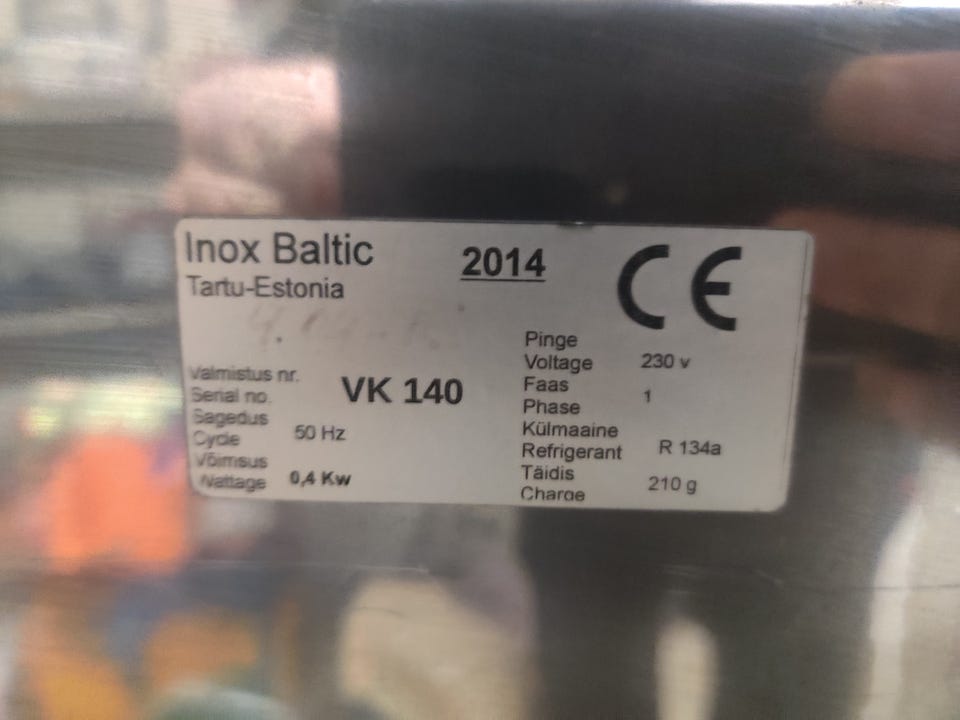 Inox Baltic
Tartu-Estonia
2014
CE
Valmistus nr.
Serial no.
VK 140
Sagedus
Cycle
50 Hz
Võimsus
Wattage
0,4 Kw
Pinge
Voltage
230 v
Faas
Phase
1
Külmaaine
Refrigerant
R 134a
Täidis
Charge
210 g